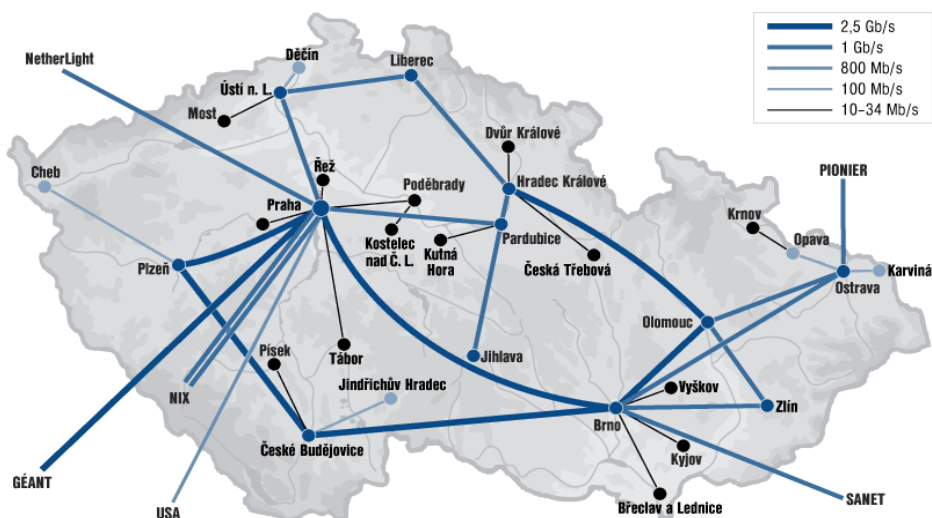 2,5 Gb/s
1 Gb/s
800 Mb/s
100 Mb/s
10–34 Mb/s
NetherLight
Děčín
Liberec
Ústí n. L.
Most
Dvůr Králové
Cheb
Řež
Poděbrady
Hradec Králové
PIONIER
Praha
Krnov
Opava
Pardubice
Kostelec
nad Č. L.
Kutná
Hora
Česká Třebová
Plzeň
Ostrava
Karviná
Olomouc
Písek
Tábor
Jihlava
Jindřichův Hradec
NIX
Vyškov
Zlín
Brno
České Budějovice
Kyjov
GÉANT
USA
Břeclav a Lednice
SANET